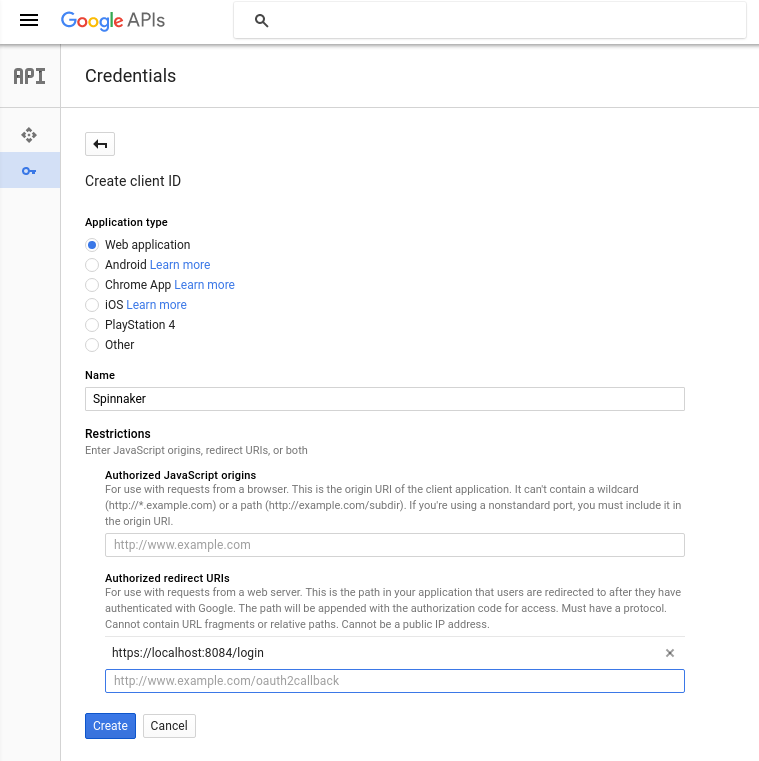 Google APIs
API
Credentials
Create client ID
Application type
Web application
Android Learn more
Chrome App Learn more
iOS Learn more
PlayStation 4
Other
Name
Spinnaker
Restrictions
Enter JavaScript origins, redirect URIs, or both
Authorized JavaScript origins
For use with requests from a browser. This is the origin URI of the client application. It can't contain a wildcard
(http://*.example.com) or a path (http://example.com/subdir). If you're using a nonstandard port, you must include it in
the origin URI.
http://www.example.com
Authorized redirect URIs
For use with requests from a web server. This is the path in your application that users are redirected to after they have
authenticated with Google. The path will be appended with the authorization code for access. Must have a protocol.
Cannot contain URL fragments or relative paths. Cannot be a public IP address.
https://localhost:8084/login
http://www.example.com/oauth2callback
Create Cancel